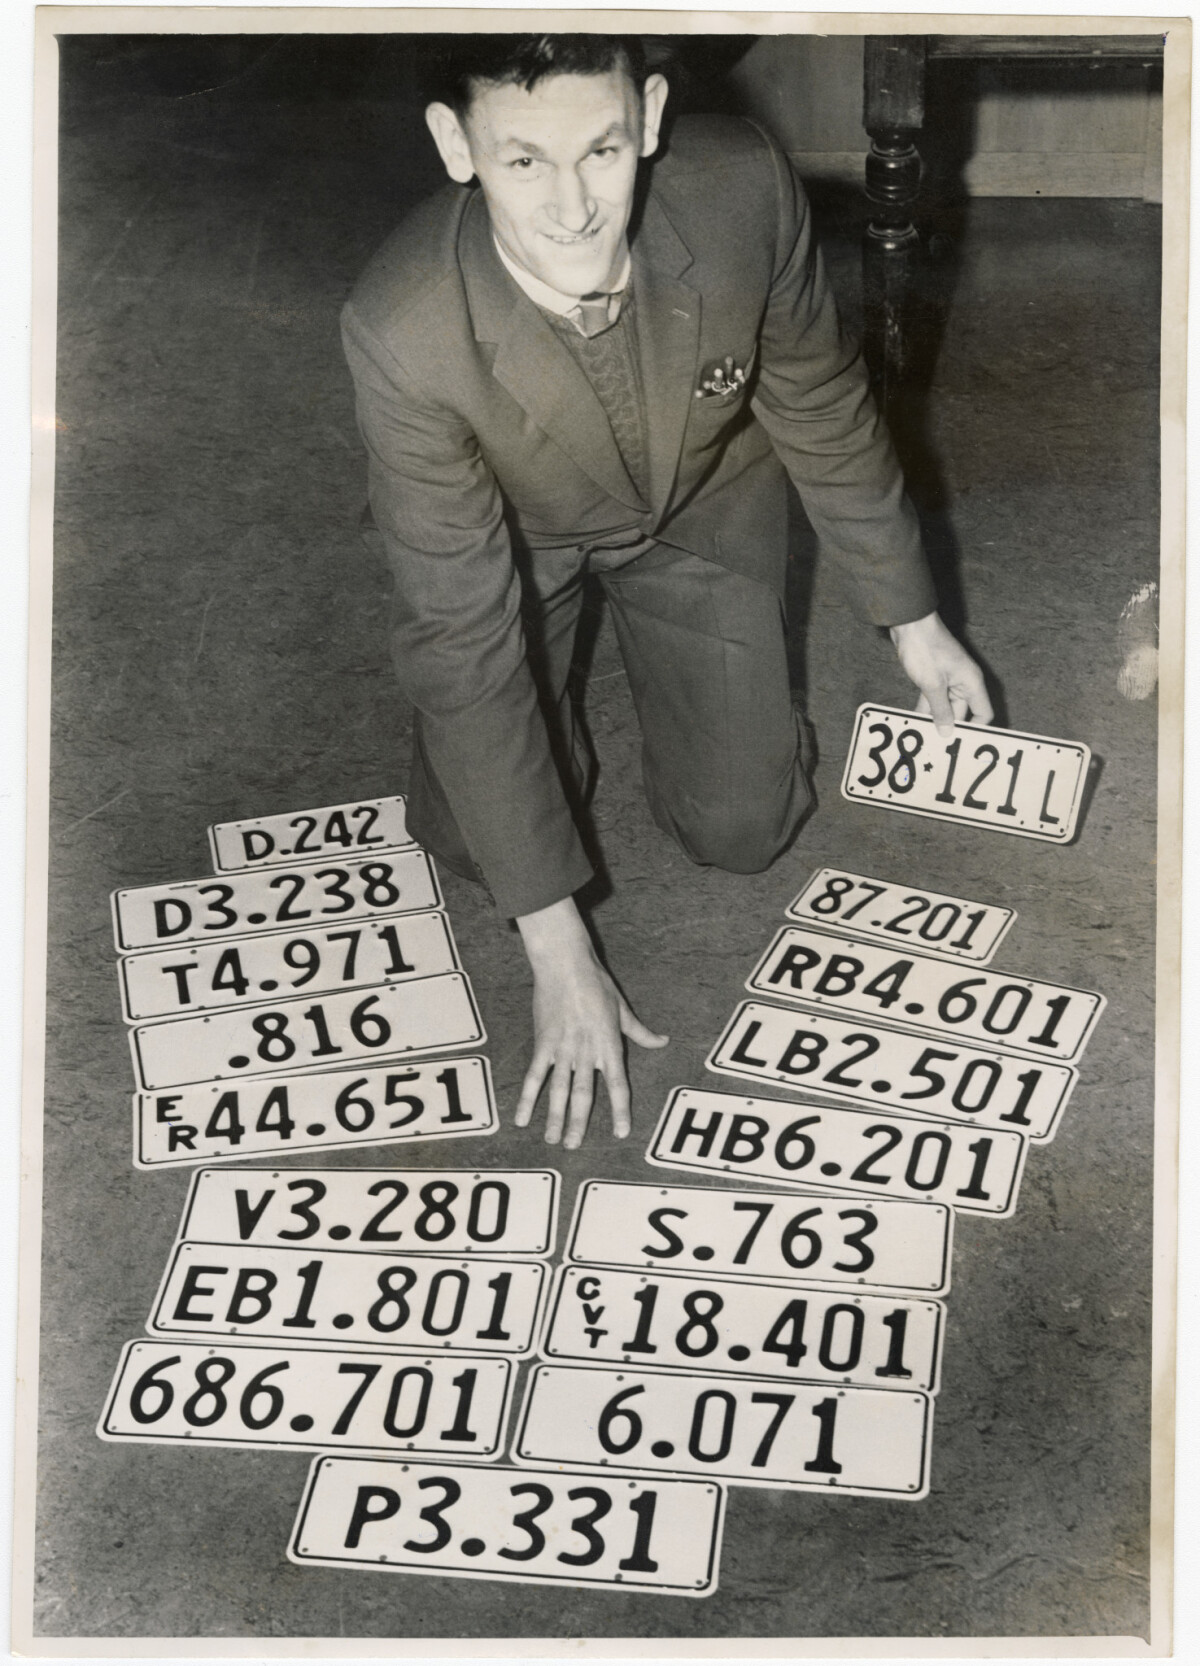 38·121 L
D.242
D3.238
T4.971
.816
ER44.651
87.201
RB4.601
LB2.501
HB6.201
V3.280
S.763
EB1.801
CVT18.401
686.701
6.071
P3.331